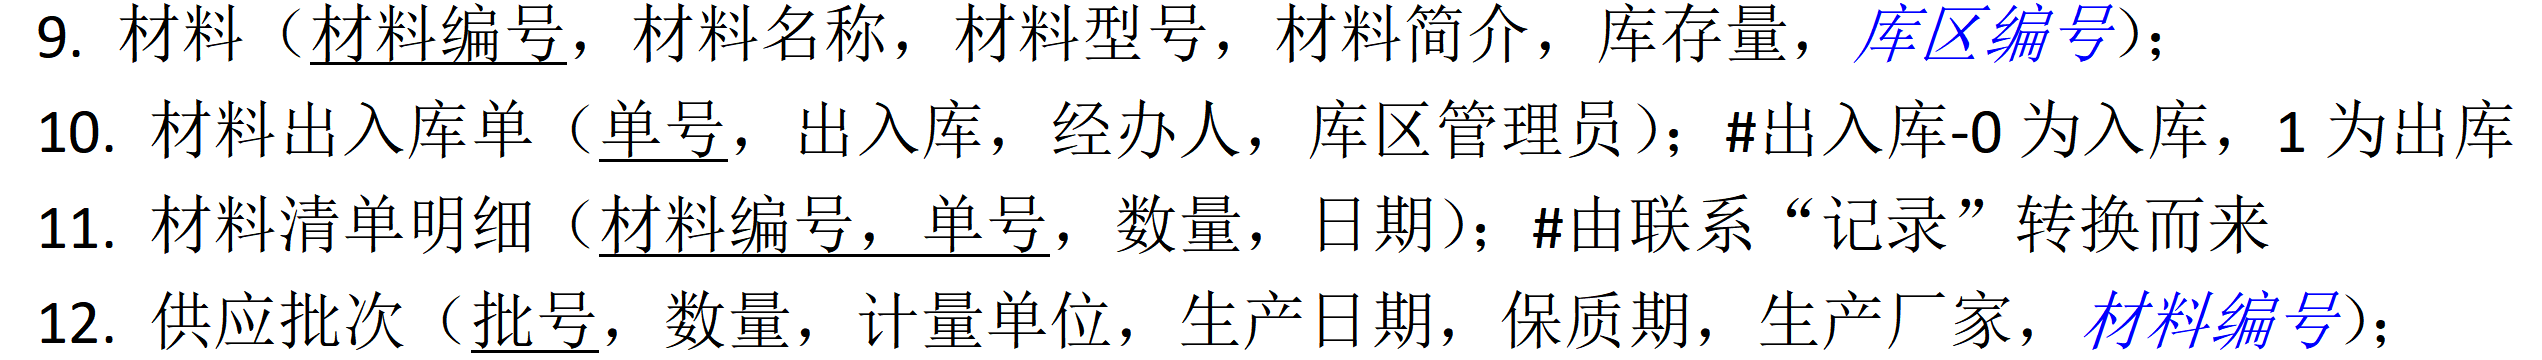 9. 材料（材料编号，材料名称，材料型号，材料简介，库存量，库区编号）；
10. 材料出入库单（单号，出入库，经办人，库区管理员）；#出入库-0 为入库，1 为出库
11. 材料清单明细（材料编号，单号，数量，日期）；#由联系“记录”转换而来
12. 供应批次（批号，数量，计量单位，生产日期，保质期，生产厂家，材料编号）；